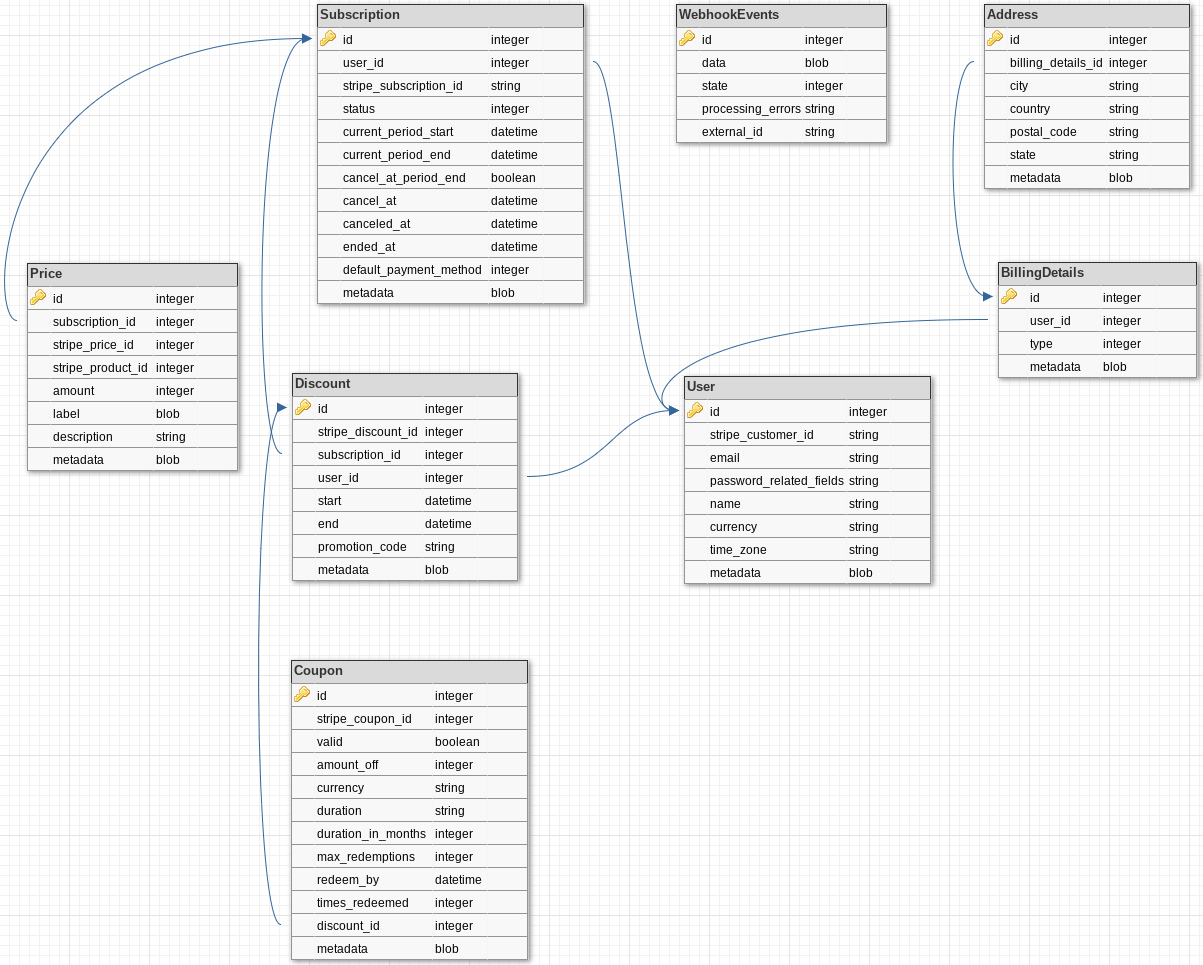 Subscription
id integer
user_id integer
stripe_subscription_id string
status integer
current_period_start datetime
current_period_end datetime
cancel_at_period_end boolean
cancel_at datetime
canceled_at datetime
ended_at datetime
default_payment_method integer
metadata blob
WebhookEvents
id integer
data blob
state integer
processing_errors string
external_id string
Address
id integer
billing_details_id integer
city string
country string
postal_code string
state string
metadata blob
Price
id integer
subscription_id integer
stripe_price_id integer
stripe_product_id integer
amount integer
label blob
description string
metadata blob
BillingDetails
id integer
user_id integer
type integer
metadata blob
Discount
id integer
stripe_discount_id integer
subscription_id integer
user_id integer
start datetime
end datetime
promotion_code string
metadata blob
User
id integer
stripe_customer_id string
email string
password_related_fields string
name string
currency string
time_zone string
metadata blob
Coupon
id integer
stripe_coupon_id integer
valid boolean
amount_off integer
currency string
duration string
duration_in_months integer
max_redemptions integer
redeem_by datetime
times_redeemed integer
discount_id integer
metadata blob